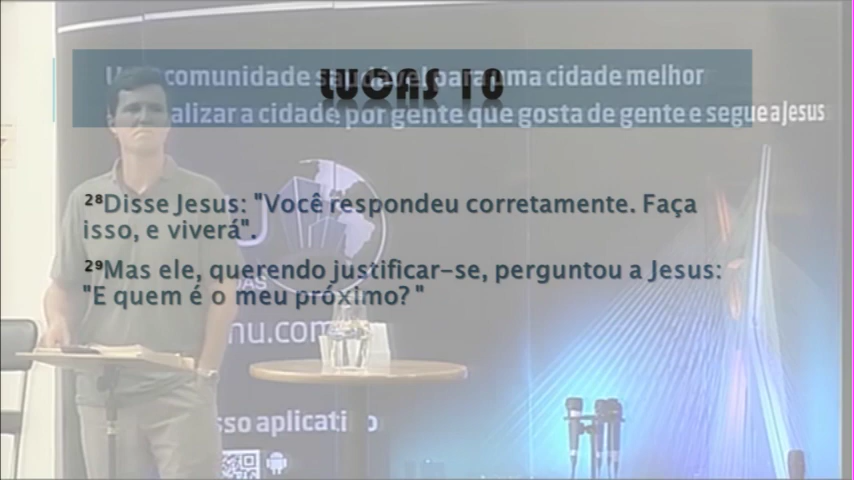 comunidade saudável para uma cidade melhor
LUCAS 10
alizar a cidade, por gente que gosta de gente e segue a Jesus
28Disse Jesus: "Você respondeu corretamente. Faça
isso, e viverá".
29Mas ele, querendo justificar-se, perguntou a Jesus:
"E quem é o meu próximo?"
nu.com
sso aplicativo